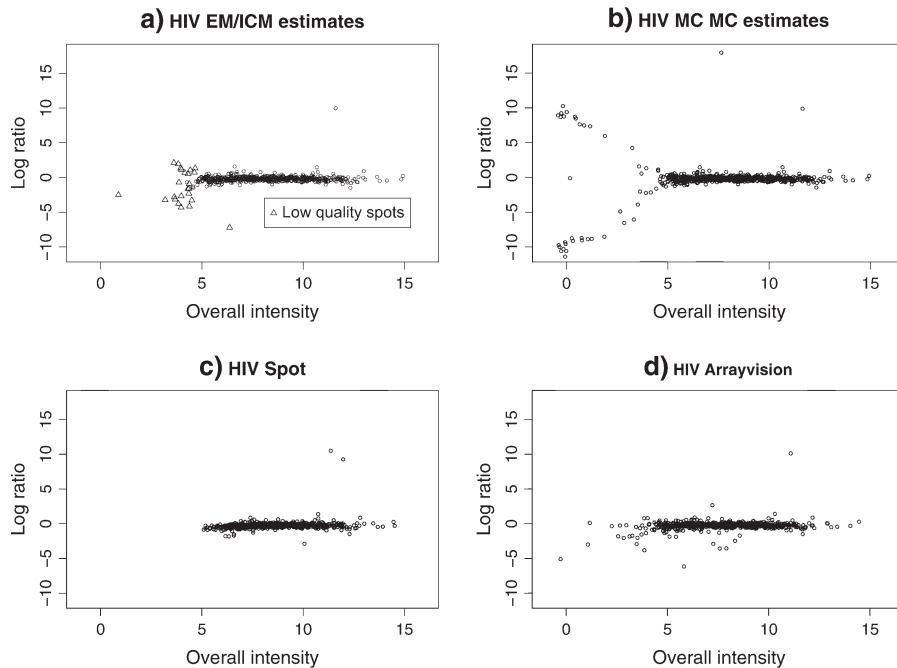 a) HIV EM/ICM estimates
Log ratio
15
10
5
0
−5
−10
△ Low quality spots
0 5 10 15
Overall intensity
b) HIV MC MC estimates
Log ratio
15
10
5
0
−5
−10
0 5 10 15
Overall intensity
c) HIV Spot
Log ratio
15
10
5
0
−5
−10
0 5 10 15
Overall intensity
d) HIV Arrayvision
Log ratio
15
10
5
0
−5
−10
0 5 10 15
Overall intensity